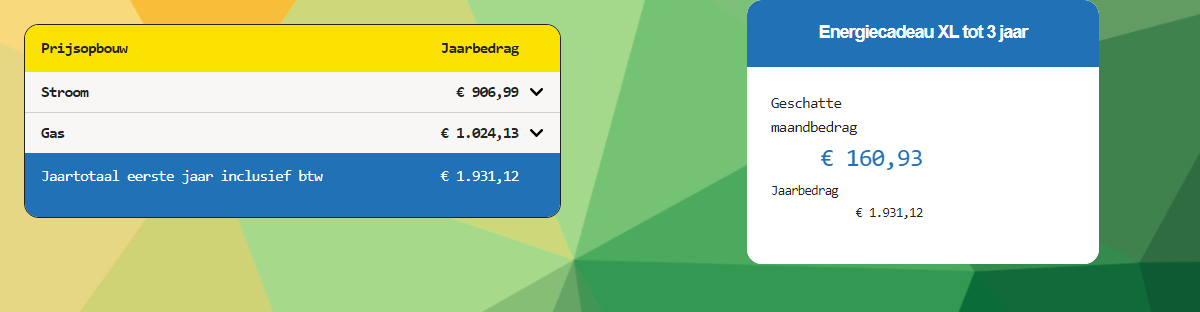 Prijsopbouw Jaarbedrag
Stroom € 906,99
Gas € 1.024,13
Jaartotaal eerste jaar inclusief btw € 1.931,12
Energiecadeau XL tot 3 jaar
Geschatte
maandbedrag
€ 160,93
Jaarbedrag
€ 1.931,12